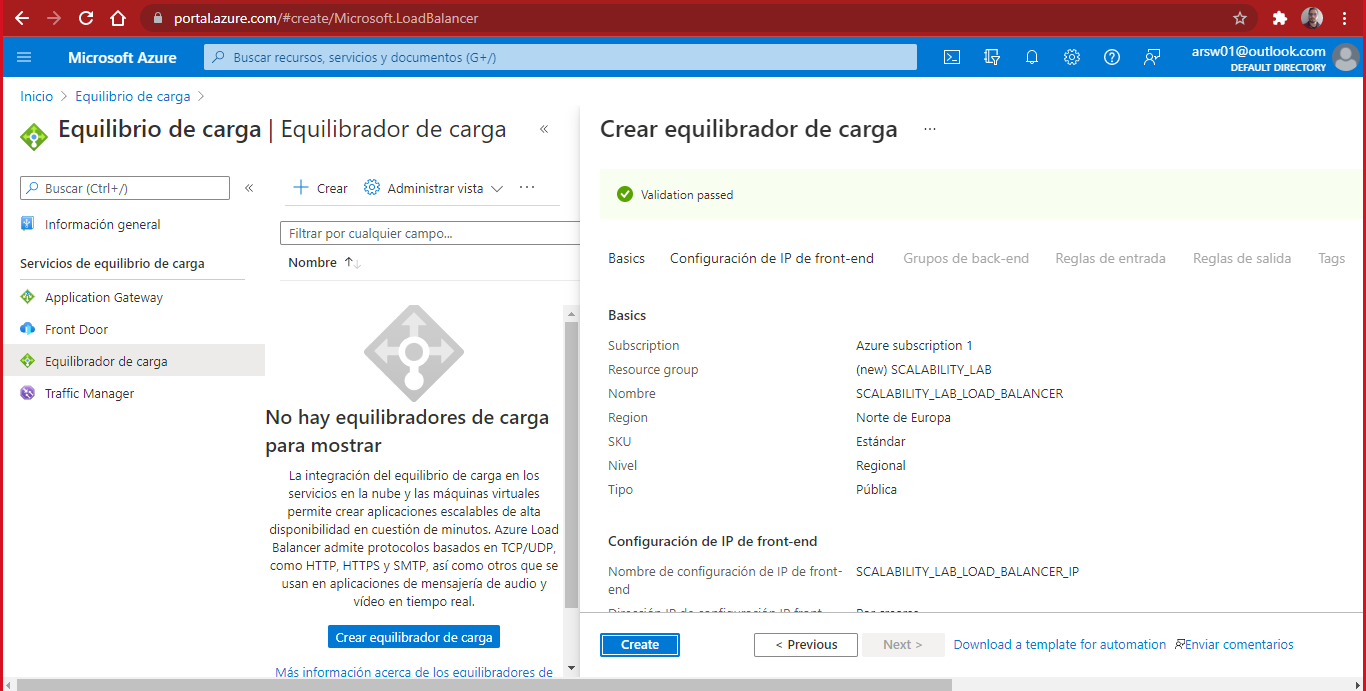 portal.azure.com/#create/Microsoft.LoadBalancer
Microsoft Azure
Buscar recursos, servicios y documentos (G+/)
arsw01@outlook.com
DEFAULT DIRECTORY
Inicio > Equilibrio de carga >
Equilibrio de carga | Equilibrador de carga
«
Buscar (Ctrl+/)
«
Información general
Servicios de equilibrio de carga
Application Gateway
Front Door
Equilibrador de carga
Traffic Manager
+ Crear
Administrar vista
...
Filtrar por cualquier campo...
Nombre ↑↓
No hay equilibradores de carga
para mostrar
La integración del equilibrio de carga en los
servicios en la nube y las máquinas virtuales
permite crear aplicaciones escalables de alta
disponibilidad en cuestión de minutos. Azure Load
Balancer admite protocolos basados en TCP/UDP,
como HTTP, HTTPS y SMTP, así como otros que se
usan en aplicaciones de mensajería de audio y
vídeo en tiempo real.
Crear equilibrador de carga
Más información acerca de los equilibradores de
Crear equilibrador de carga ...
Validation passed
Basics Configuración de IP de front-end Grupos de back-end Reglas de entrada Reglas de salida Tags
Basics
Subscription Azure subscription 1
Resource group (new) SCALABILITY_LAB
Nombre SCALABILITY_LAB_LOAD_BALANCER
Region Norte de Europa
SKU Estándar
Nivel Regional
Tipo Pública
Configuración de IP de front-end
Nombre de configuración de IP de front- SCALABILITY_LAB_LOAD_BALANCER_IP
end
Dirección IP de configuración IP front-
Create < Previous Next > Download a template for automation Enviar comentarios